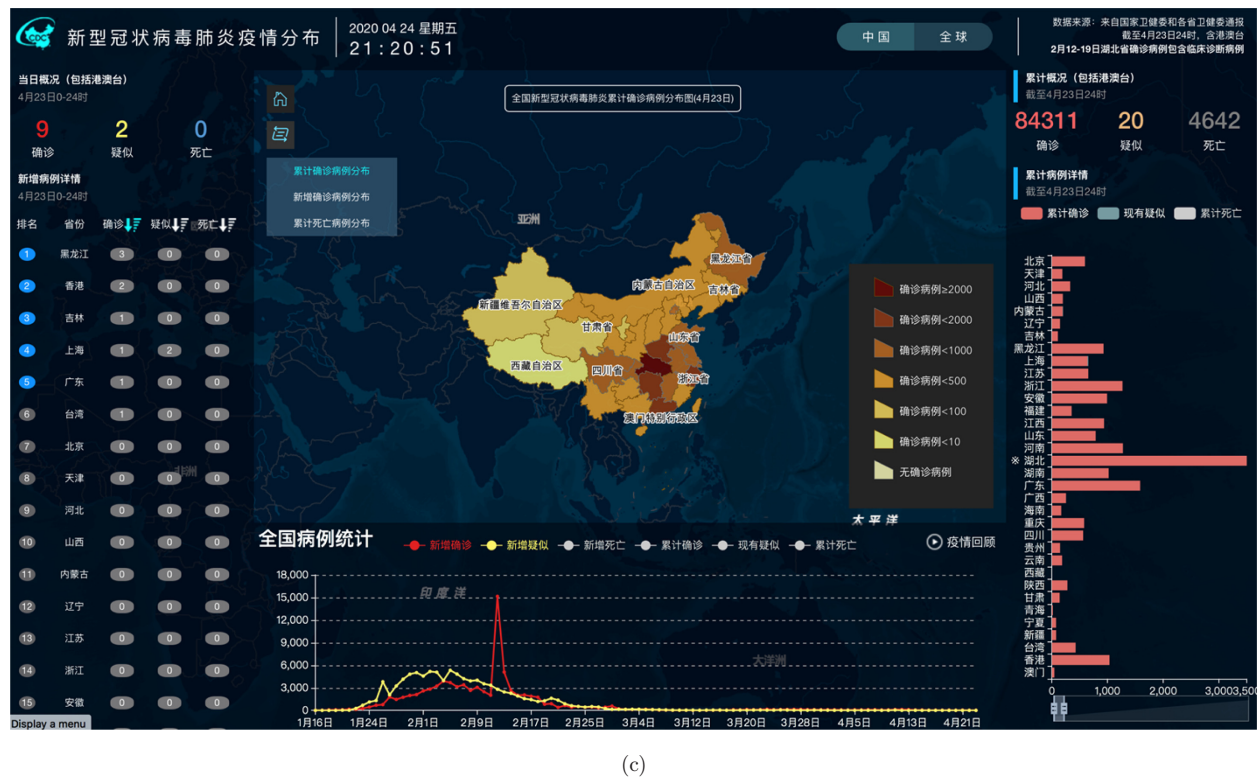 CDC
新型冠状病毒肺炎疫情分布
2020 04 24 星期五
21:20:51
中国
全球
数据来源：来自国家卫健委和各省卫健委通报
截至4月23日24时，含港澳台
2月12-19日湖北省确诊病例包含临床诊断病例
当日概况（包括港澳台）
4月23日0-24时
9 2 0
确诊 疑似 死亡
新增病例详情
4月23日0-24时
排名 省份 确诊 疑似 死亡
1 黑龙江 3 0 0
2 香港 2 0 0
3 吉林 1 0 0
4 上海 1 2 0
5 广东 1 0 0
6 台湾 1 0 0
7 北京 0 0 0
8 天津 0 0 0
9 河北 0 0 0
10 山西 0 0 0
11 内蒙古 0 0 0
12 辽宁 0 0 0
13 江苏 0 0 0
14 浙江 0 0 0
15 安徽 0 0 0
Display a menu
全国新型冠状病毒肺炎累计确诊病例分布图(4月23日)
累计确诊病例分布
新增确诊病例分布
累计死亡病例分布
亚洲
非洲
黑龙江省
内蒙古自治区
吉林省
新疆维吾尔自治区
甘肃省
山东省
西藏自治区
四川省
浙江省
澳门特别行政区
太平洋
确诊病例≥2000
确诊病例<2000
确诊病例<1000
确诊病例<500
确诊病例<100
确诊病例<10
无确诊病例
全国病例统计
新增确诊 新增疑似 新增死亡 累计确诊 现有疑似 累计死亡
疫情回顾
印度洋
大洋洲
18,000
15,000
12,000
9,000
6,000
3,000
0
1月16日 1月24日 2月1日 2月9日 2月17日 2月25日 3月4日 3月12日 3月20日 3月28日 4月5日 4月13日 4月21日
累计概况（包括港澳台）
截至4月23日24时
84311 20 4642
确诊 疑似 死亡
累计病例详情
截至4月23日24时
累计确诊 现有疑似 累计死亡
北京
天津
河北
山西
内蒙古
辽宁
吉林
黑龙江
上海
江苏
浙江
安徽
福建
江西
山东
河南
※ 湖北
湖南
广东
广西
海南
重庆
四川
贵州
云南
西藏
陕西
甘肃
青海
宁夏
新疆
台湾
香港
澳门
0 1,000 2,000 3,0003,50
(c)